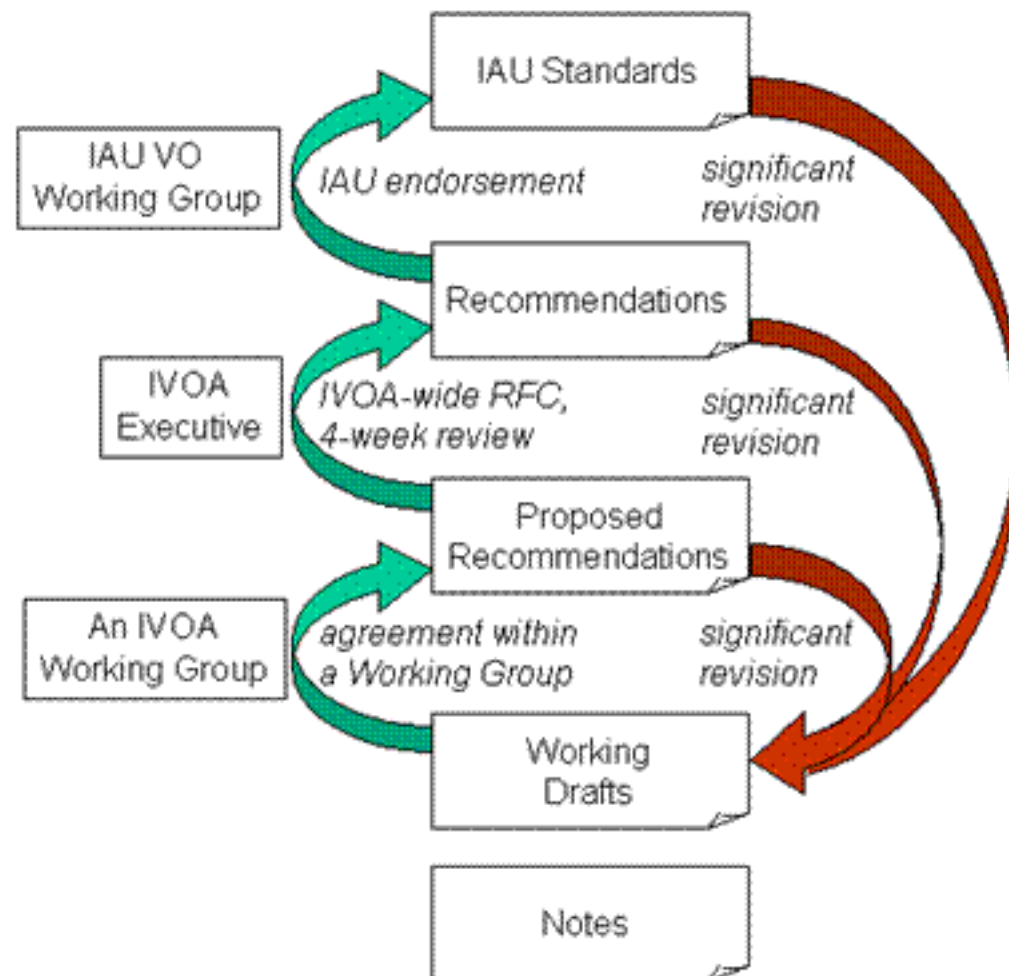 IAU Standards
IAU VO
Working Group
IAU endorsement
significant
revision
Recommendations
IVOA
Executive
IVOA-wide RFC,
4-week review
significant
revision
Proposed
Recommendations
An IVOA
Working Group
agreement within
a Working Group
significant
revision
Working
Drafts
Notes